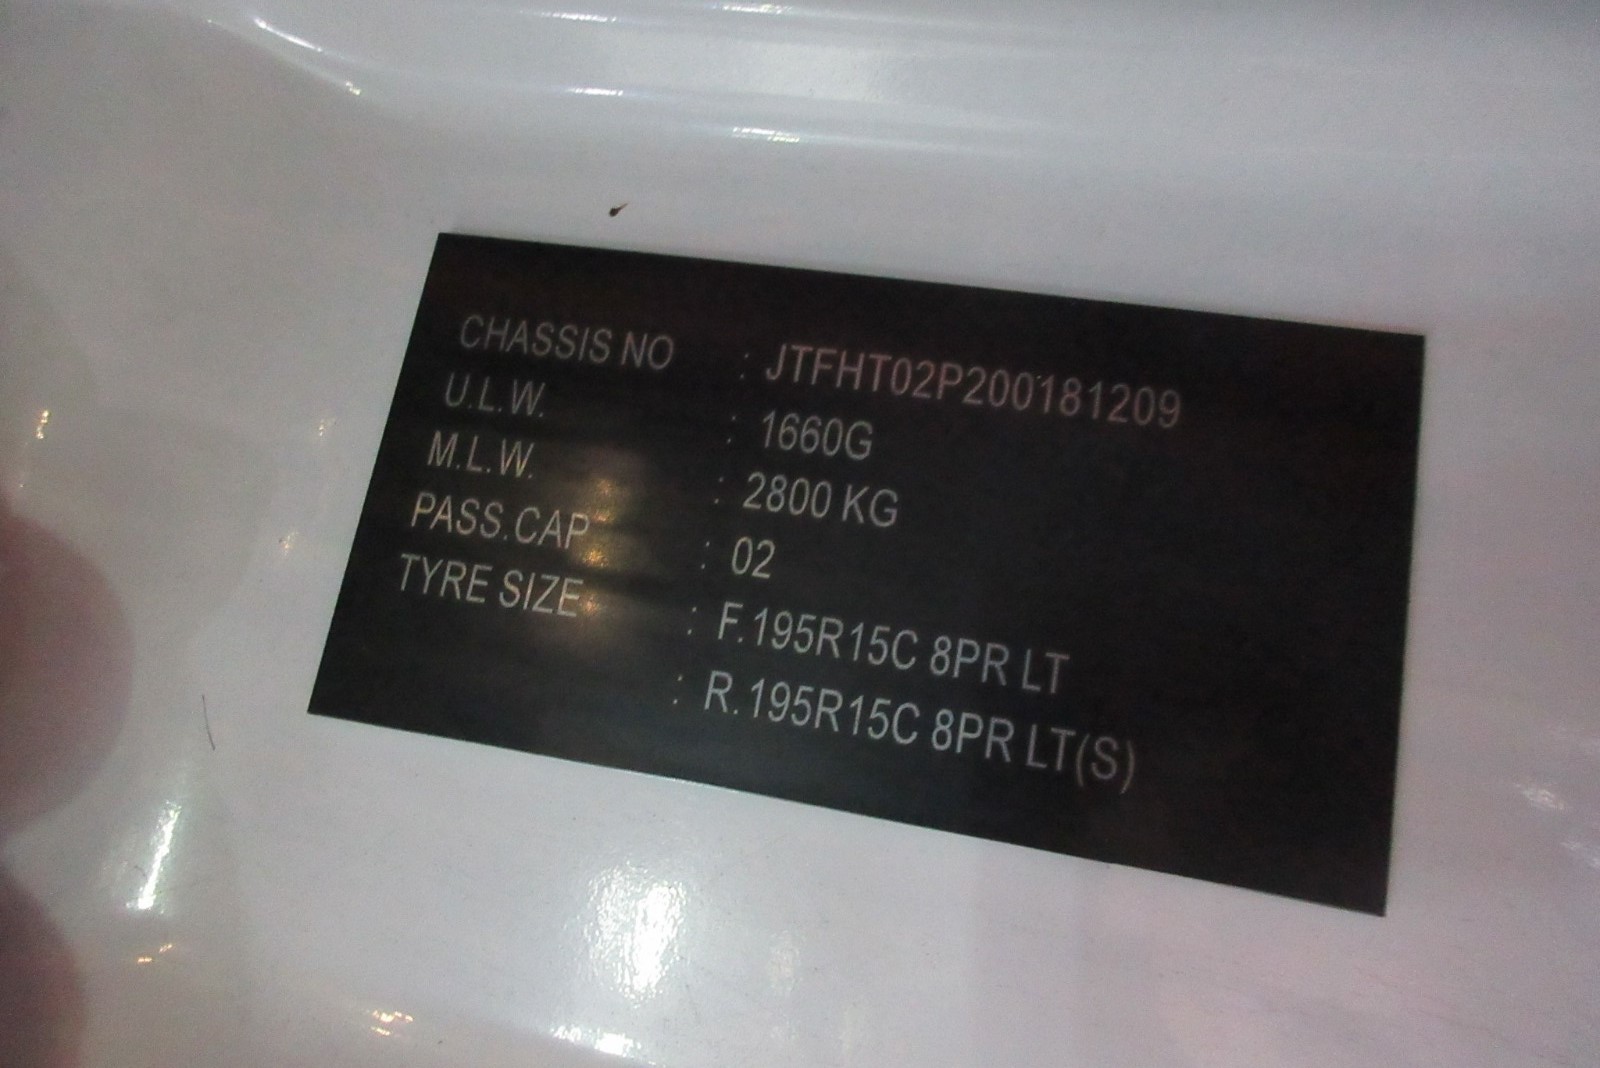 CHASSIS NO : JTFHT02P200181209
U.L.W. : 1660G
M.L.W. : 2800 KG
PASS.CAP : 02
TYRE SIZE : F.195R15C 8PR LT
: R.195R15C 8PR LT(S)